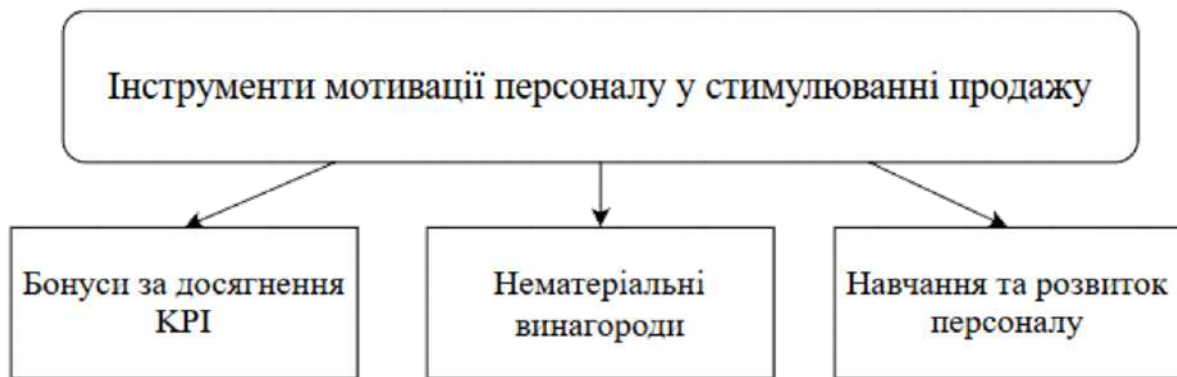 Інструменти мотивації персоналу у стимулюванні продажу
Бонуси за досягнення
KPI
Нематеріальні
винагороди
Навчання та розвиток
персоналу